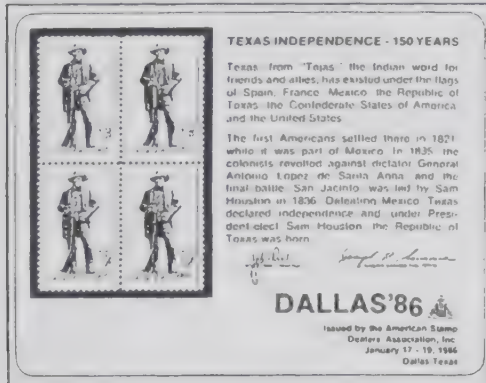 TEXAS INDEPENDENCE - 150 YEARS
Texas, from "Tejas," the Indian word for
friends and allies, has existed under the flags
of Spain, France, Mexico, the Republic of
Texas, the Confederate States of America
and the United States
The first Americans settled there in 1821
while it was part of Mexico. In 1835, the
colonists revolted against dictator General
Antonio Lopez de Santa Anna and the
final battle, San Jacinto, was led by Sam
Houston in 1836. Defeating Mexico Texas
declared independence and under Presi-
dent-elect Sam Houston, the Republic of
Texas was born
DALLAS'86
Issued by the American Stamp
Dealers Association, Inc.
January 17 - 19, 1986
Dallas Texas